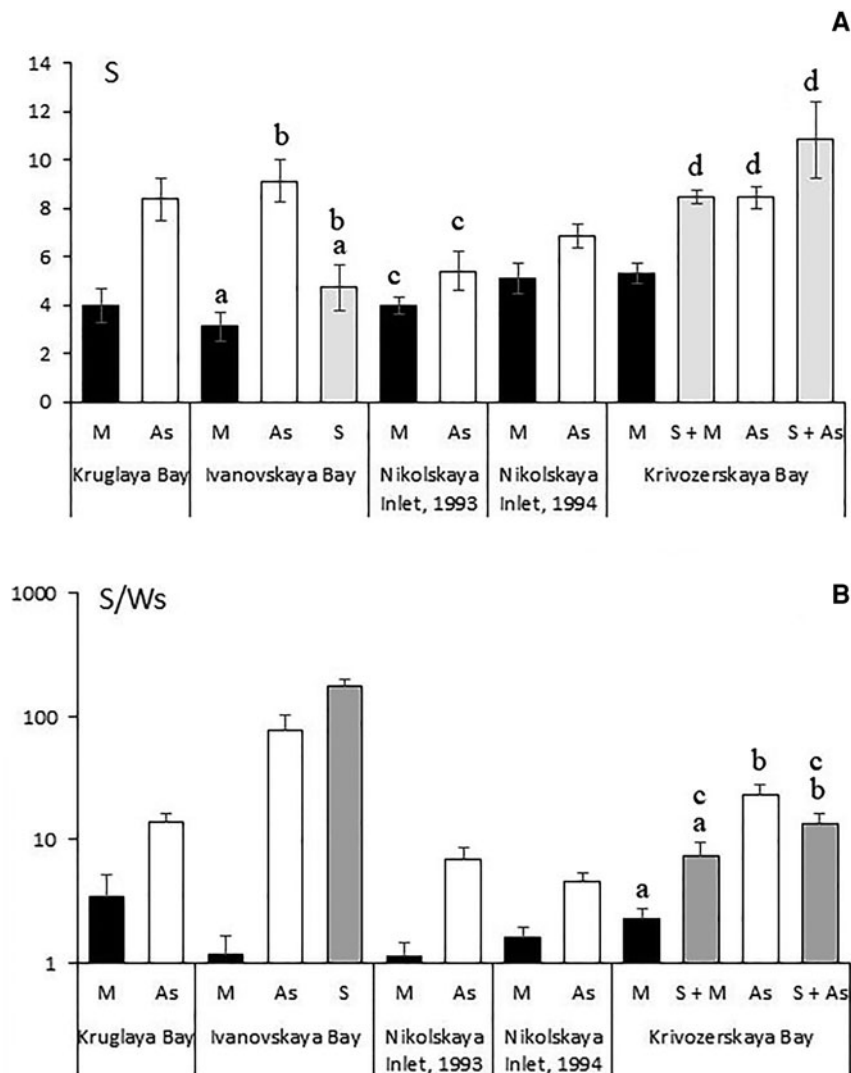 A
S
14
12
10
8
6
4
2
0
a
b
b
a
c
c
d
d
d
M As M As S M As M As M S + M As S + As
Kruglaya Bay Ivanovskaya Bay Nikolskaya Inlet, 1993 Nikolskaya Inlet, 1994 Krivozerskaya Bay
B
S/Ws
1000
100
10
1
a
c
a
b
c
b
M As M As S M As M As M S + M As S + As
Kruglaya Bay Ivanovskaya Bay Nikolskaya Inlet, 1993 Nikolskaya Inlet, 1994 Krivozerskaya Bay